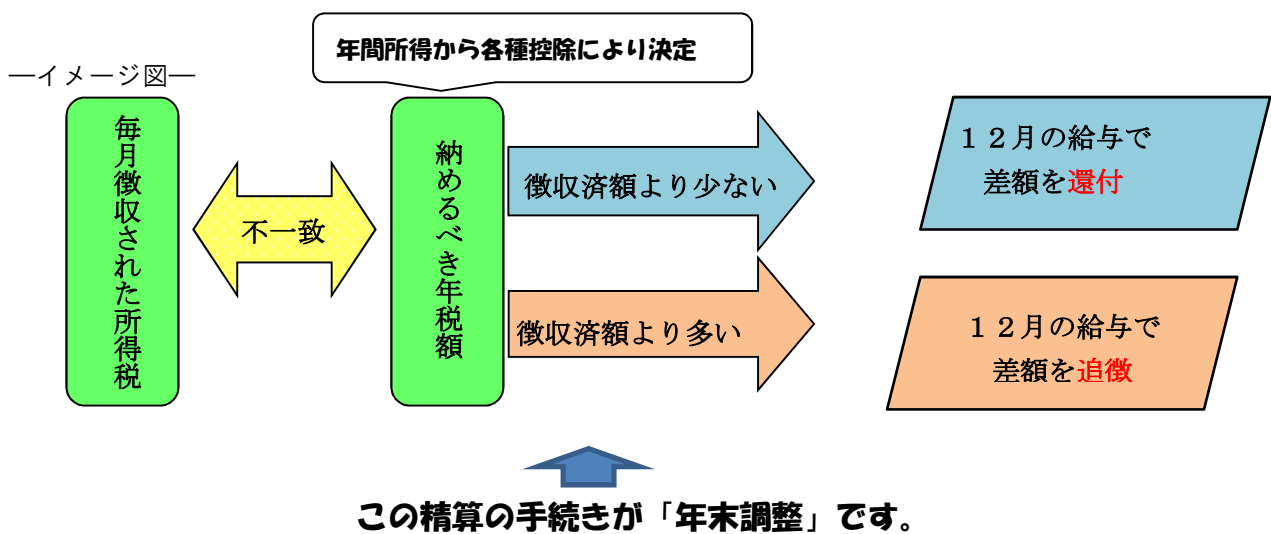 年間所得から各種控除により決定
―イメージ図―
毎月徴収された所得税
不一致
納めるべき年税額
徴収済額より少ない
１２月の給与で
差額を還付
徴収済額より多い
１２月の給与で
差額を追徴
この精算の手続きが「年末調整」です。